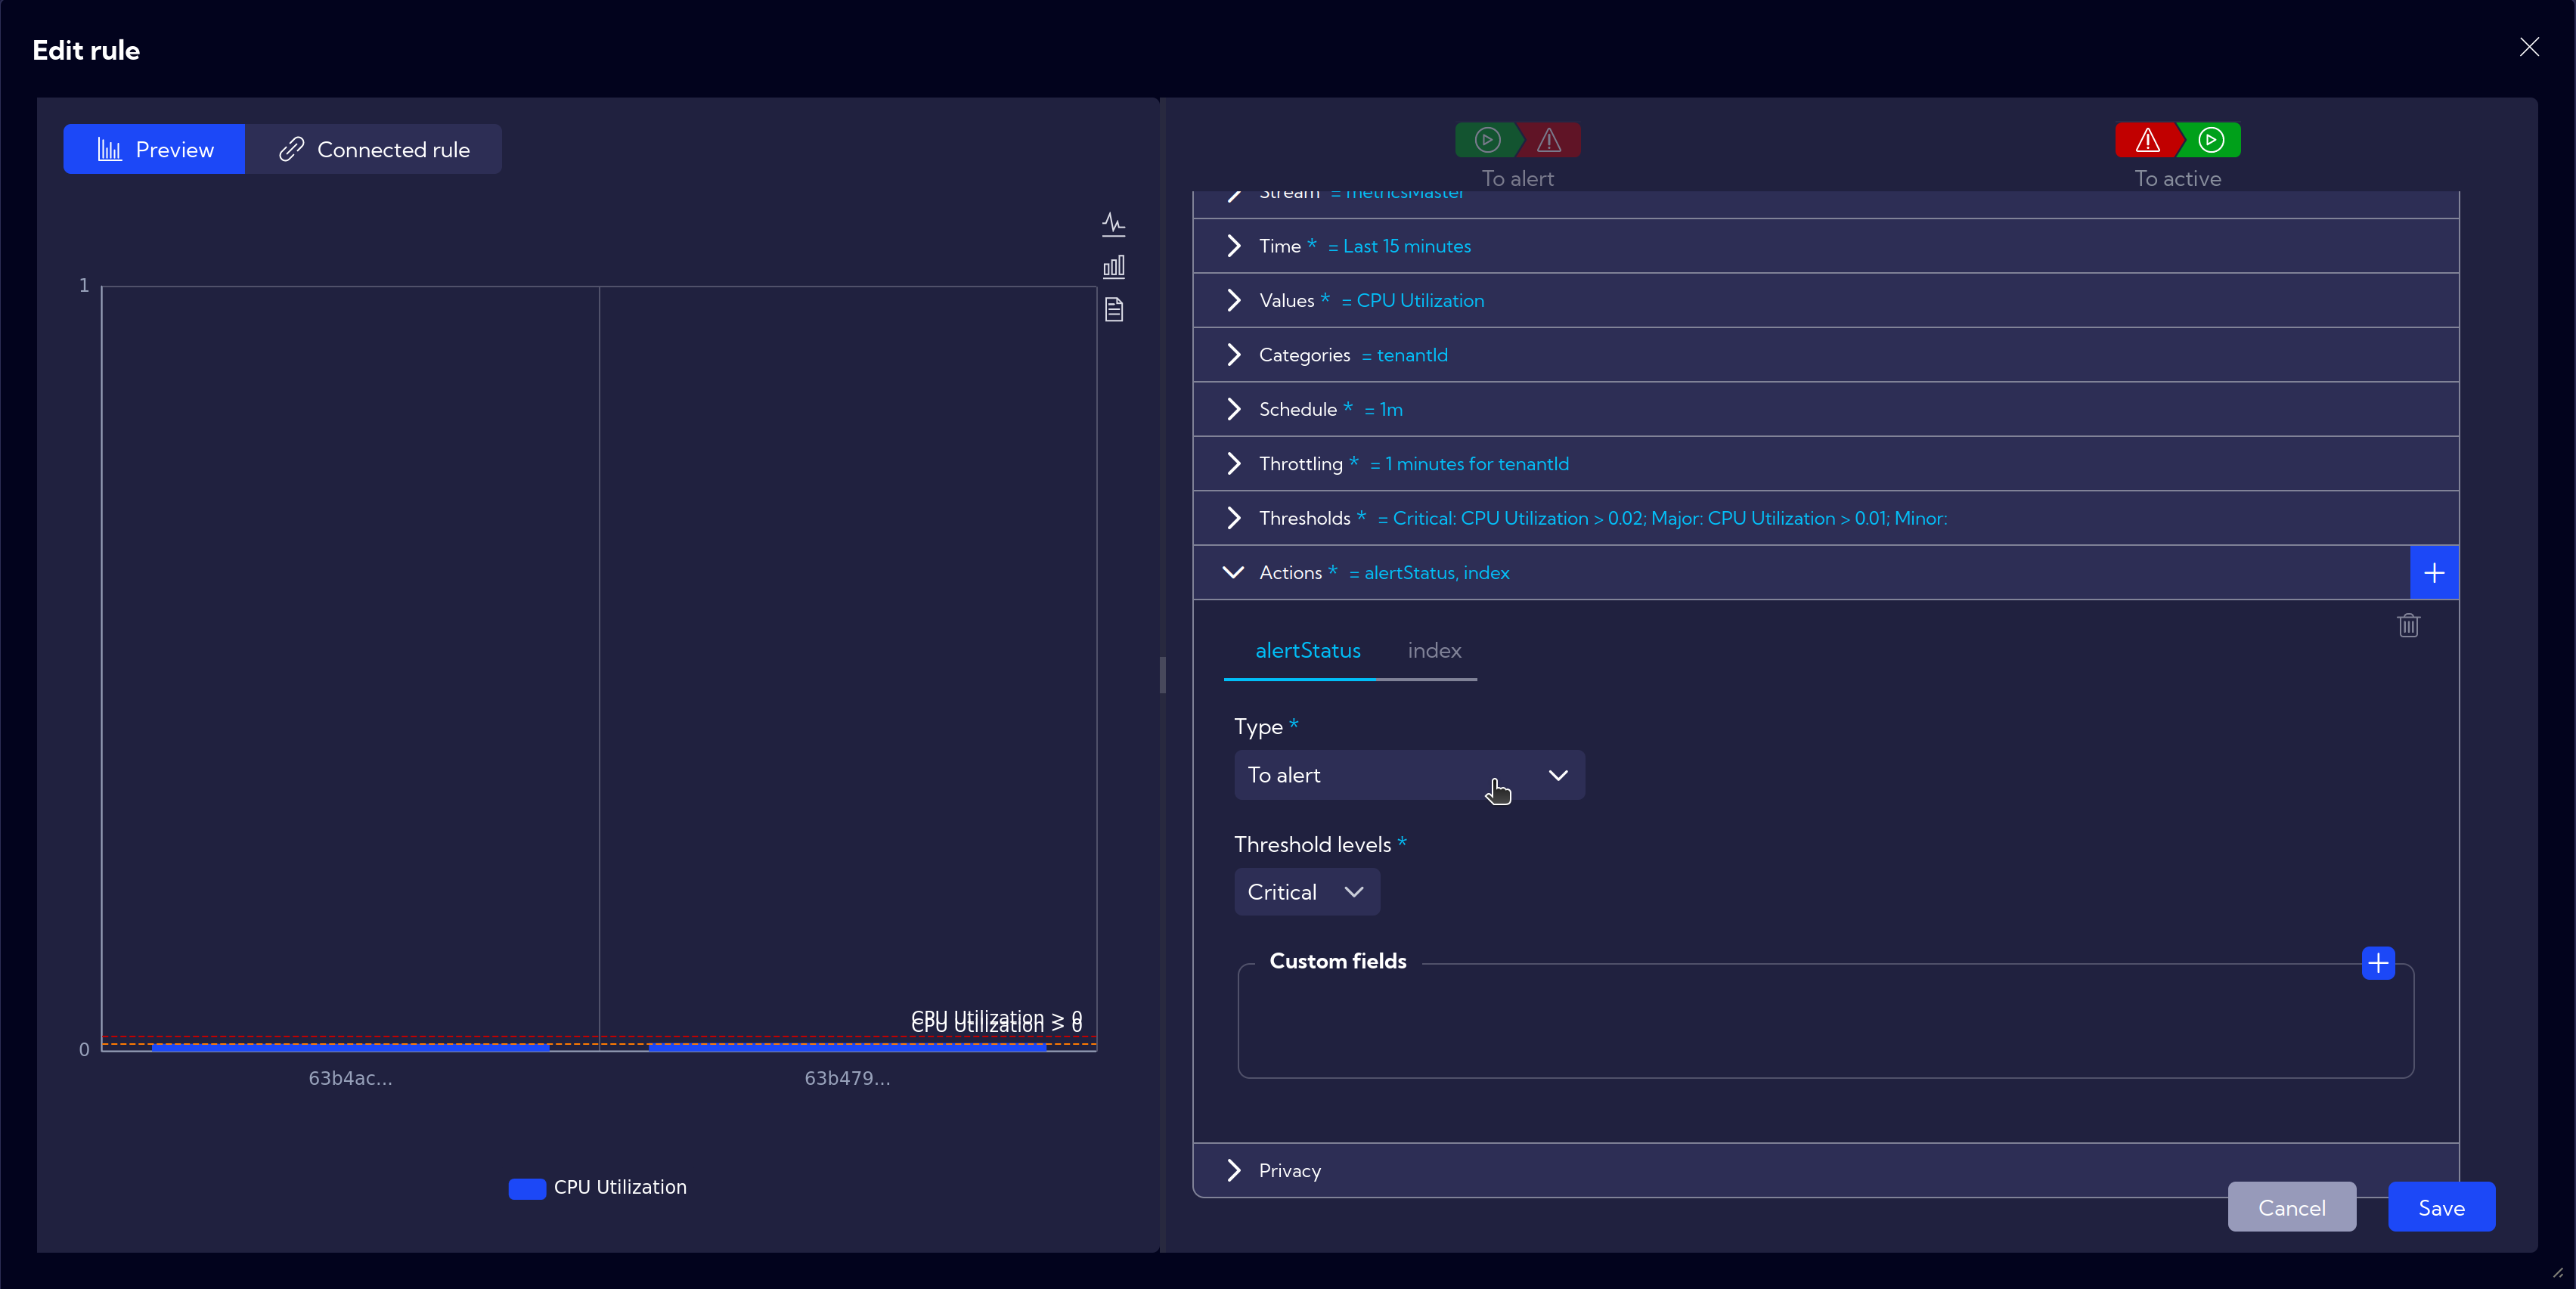 Edit rule
Preview
Connected rule
To alert
To active
Stream = metricsMaster
Time * = Last 15 minutes
Values * = CPU Utilization
Categories = tenantId
Schedule * = 1m
Throttling * = 1 minutes for tenantId
Thresholds * = Critical: CPU Utilization > 0.02; Major: CPU Utilization > 0.01; Minor:
Actions * = alertStatus, index
alertStatus
index
Type *
To alert
Threshold levels *
Critical
Custom fields
Privacy
Cancel
Save
1
0
CPU Utilization > 0
CPU Utilization > 0
63b4ac...
63b479...
CPU Utilization